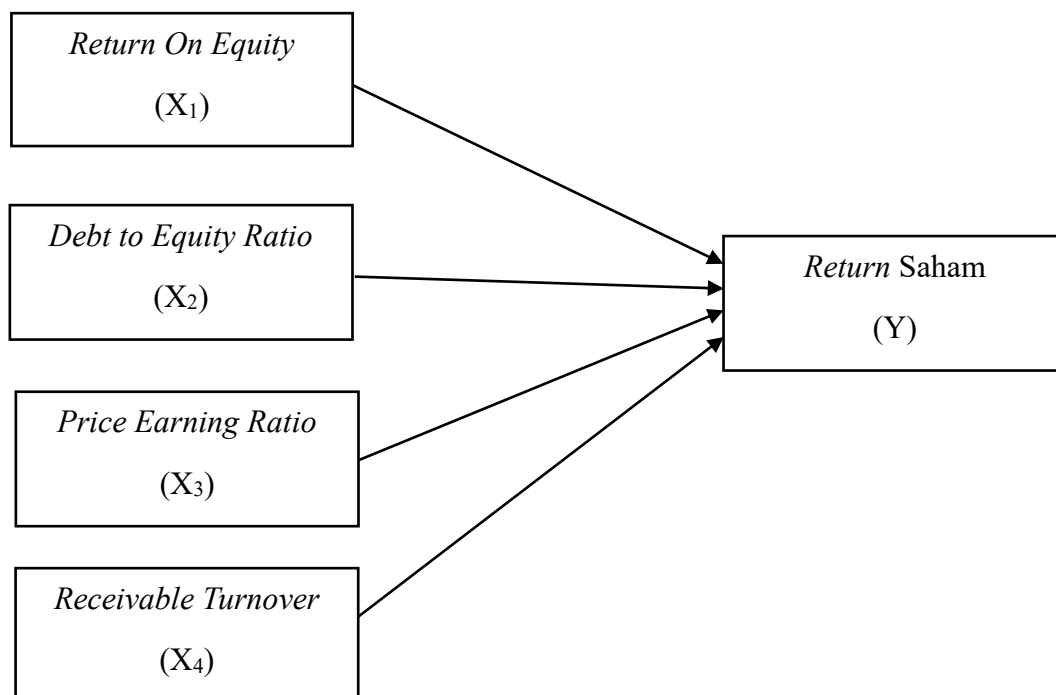 Return On Equity
(X₁)
Debt to Equity Ratio
(X₂)
Return Saham
(Y)
Price Earning Ratio
(X₃)
Receivable Turnover
(X₄)